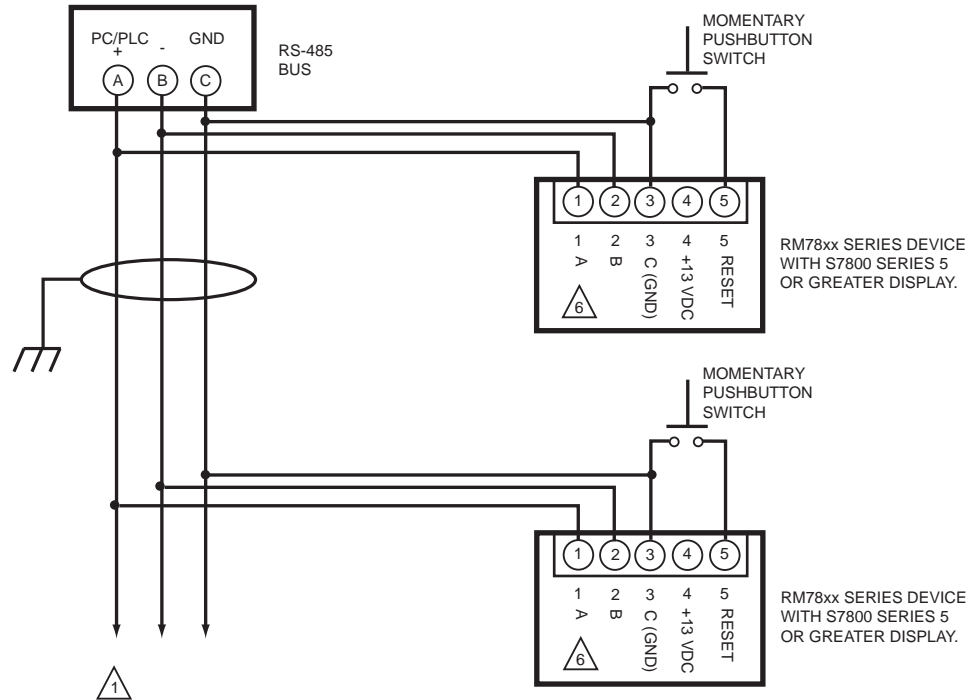 PC/PLC
+ - GND
A B C
RS-485
BUS
MOMENTARY
PUSHBUTTON
SWITCH
1 2 3 4 5
1 2 3 4 5
A B C (GND) +13 VDC RESET
6
RM78xx SERIES DEVICE
WITH S7800 SERIES 5
OR GREATER DISPLAY.
MOMENTARY
PUSHBUTTON
SWITCH
1 2 3 4 5
1 2 3 4 5
A B C (GND) +13 VDC RESET
6
RM78xx SERIES DEVICE
WITH S7800 SERIES 5
OR GREATER DISPLAY.
1